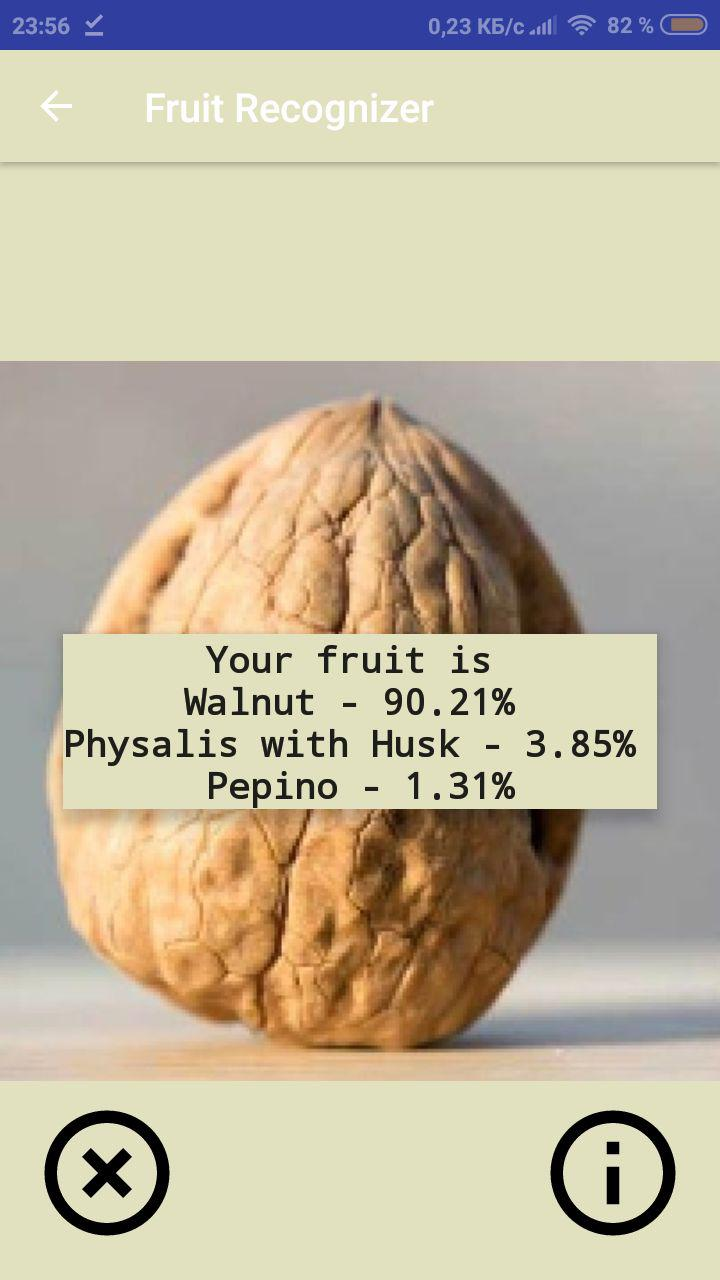 23:56 0,23 КБ/с 82 %
Fruit Recognizer
Your fruit is
Walnut - 90.21%
Physalis with Husk - 3.85%
Pepino - 1.31%